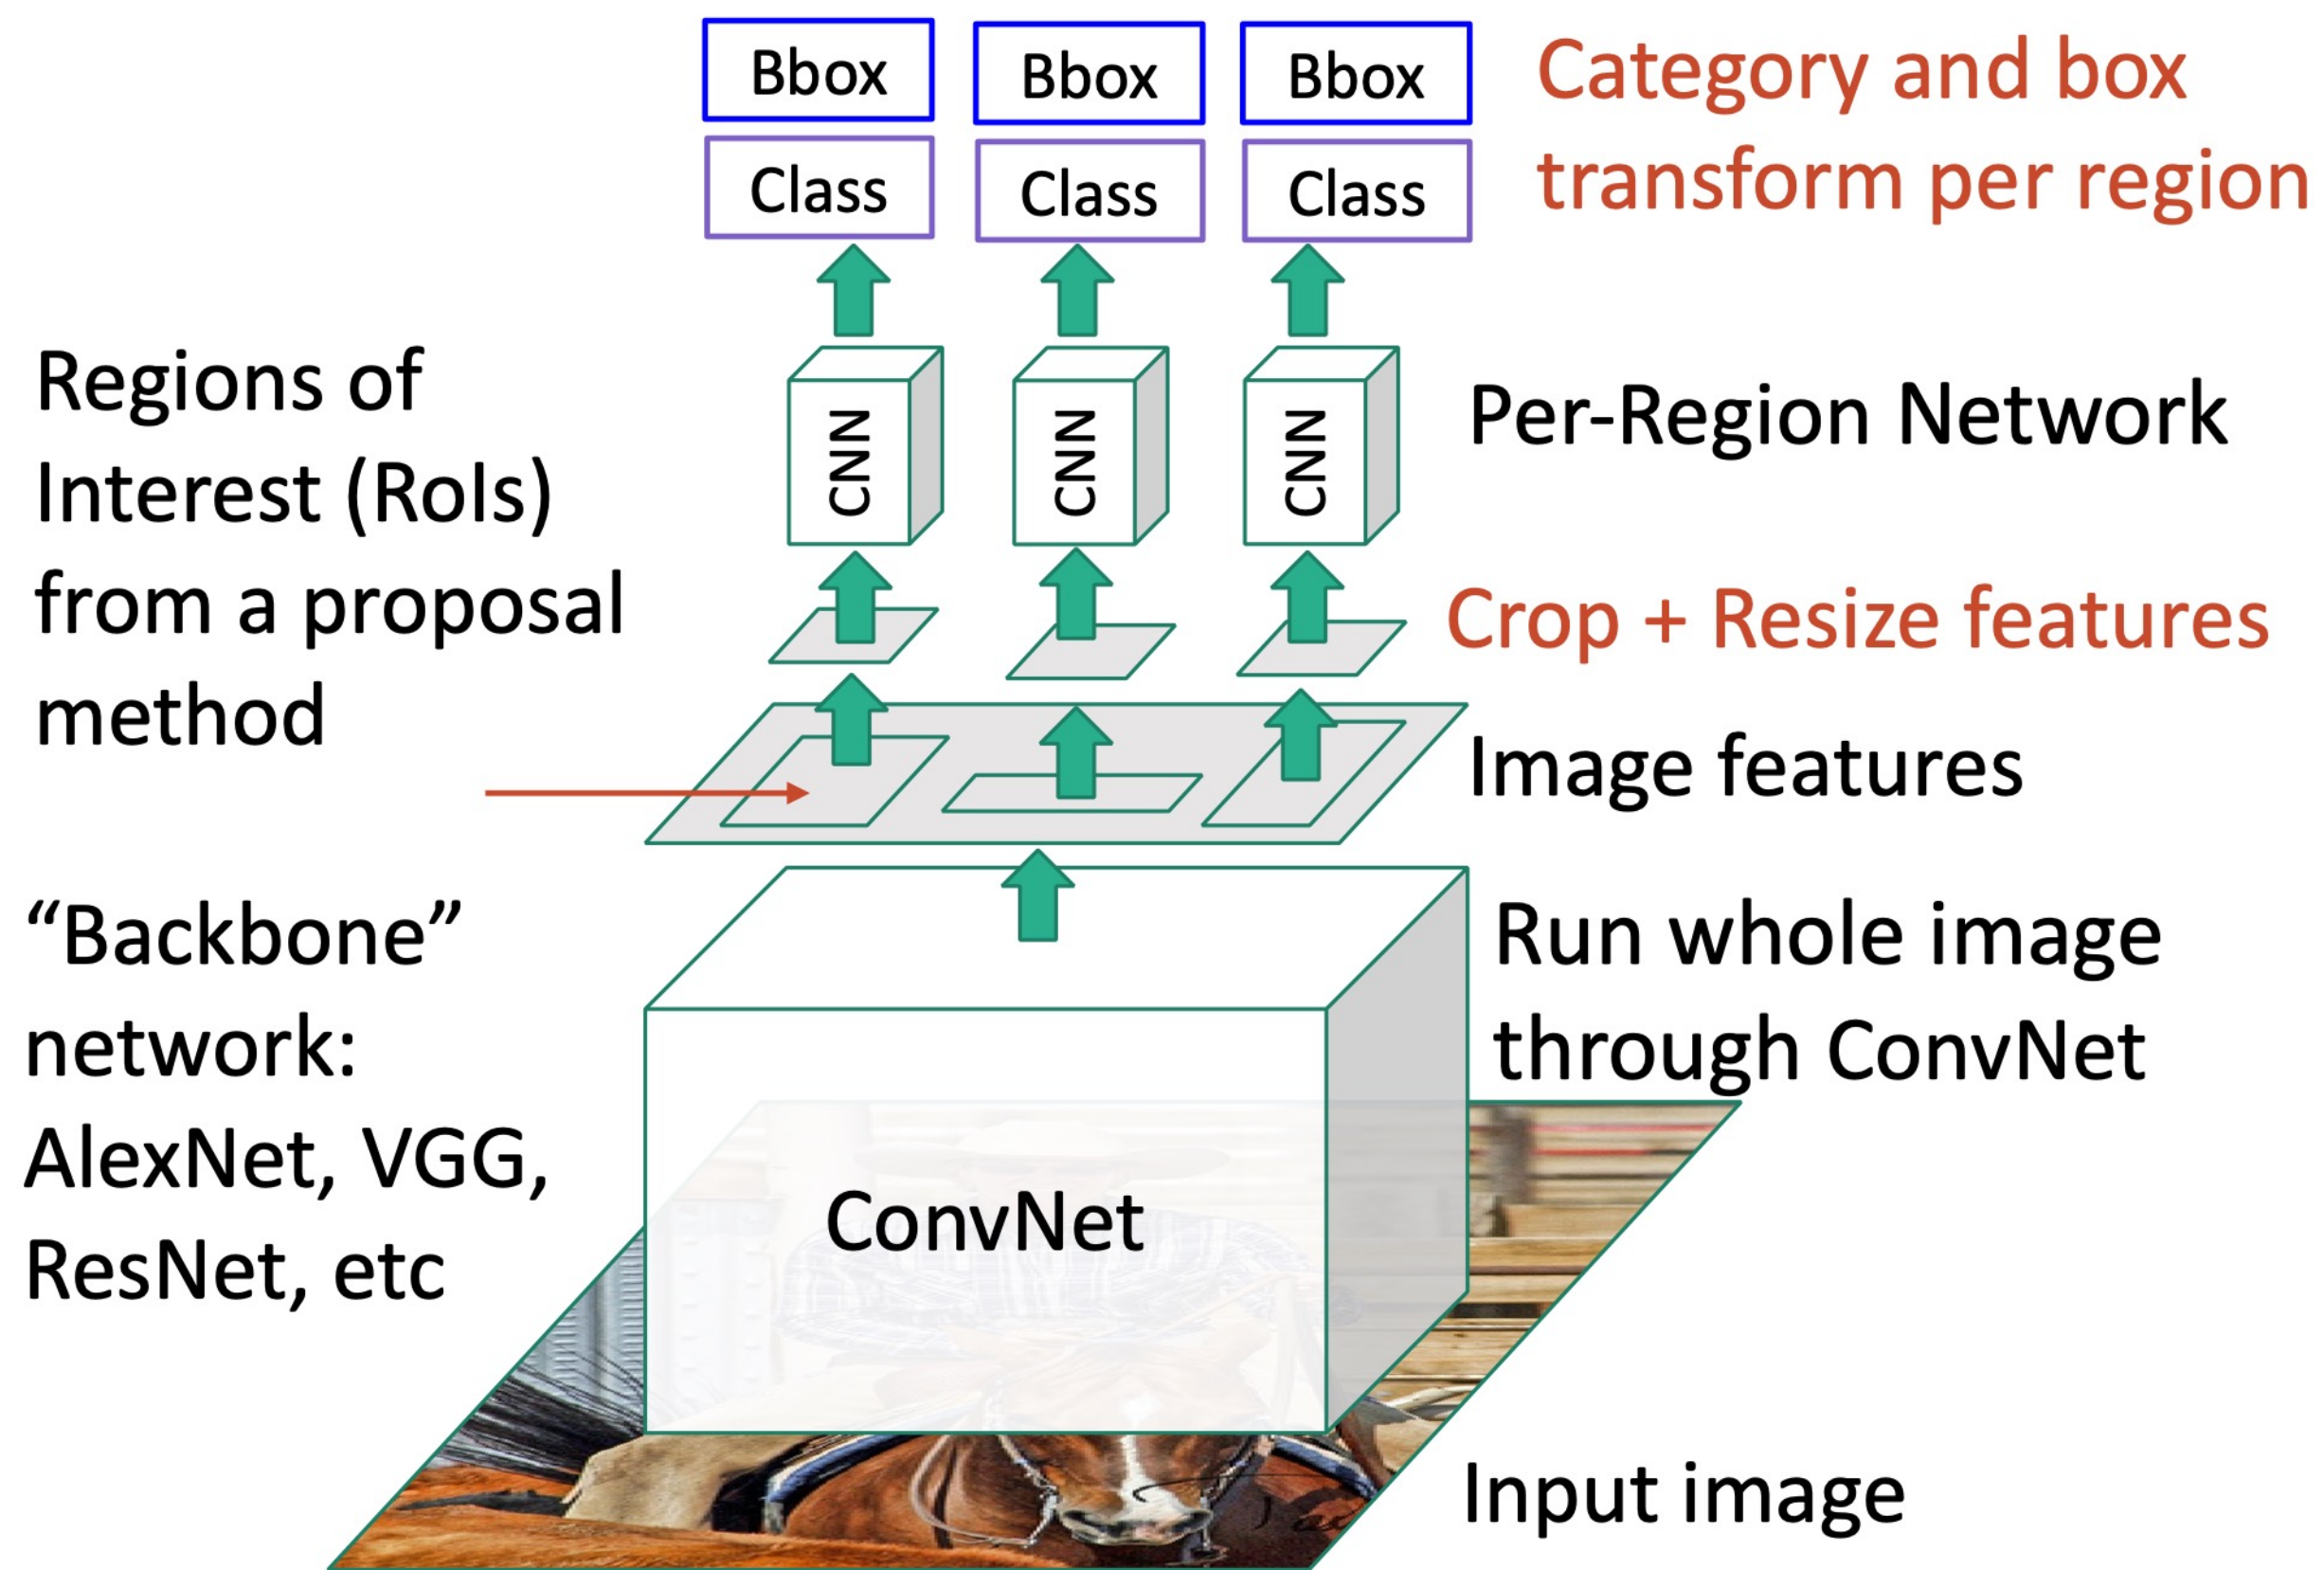 Bbox
Bbox
Bbox
Class
Class
Class
Category and box
transform per region
Regions of
Interest (RoIs)
from a proposal
method
CNN
CNN
CNN
Per-Region Network
Crop + Resize features
Image features
“Backbone”
network:
AlexNet, VGG,
ResNet, etc
Run whole image
through ConvNet
ConvNet
Input image